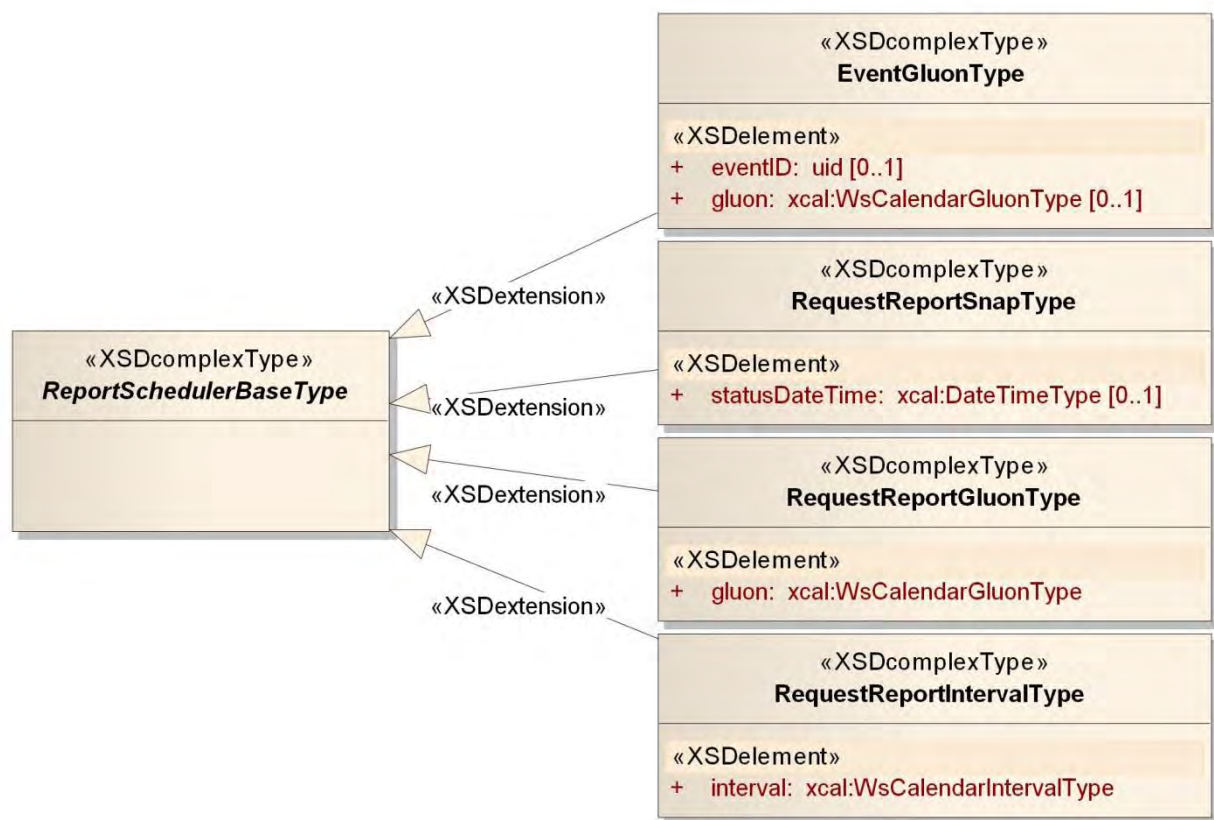 «XSDcomplexType»
EventGluonType
«XSDelement»
+ eventID: uid [0..1]
+ gluon: xcal:WsCalendarGluonType [0..1]
«XSDextension»
«XSDcomplexType»
RequestReportSnapType
«XSDelement»
+ statusDateTime: xcal:DateTimeType [0..1]
«XSDextension»
«XSDcomplexType»
ReportSchedulerBaseType
«XSDcomplexType»
RequestReportGluonType
«XSDelement»
+ gluon: xcal:WsCalendarGluonType
«XSDextension»
«XSDcomplexType»
RequestReportIntervalType
«XSDelement»
+ interval: xcal:WsCalendarIntervalType
«XSDextension»